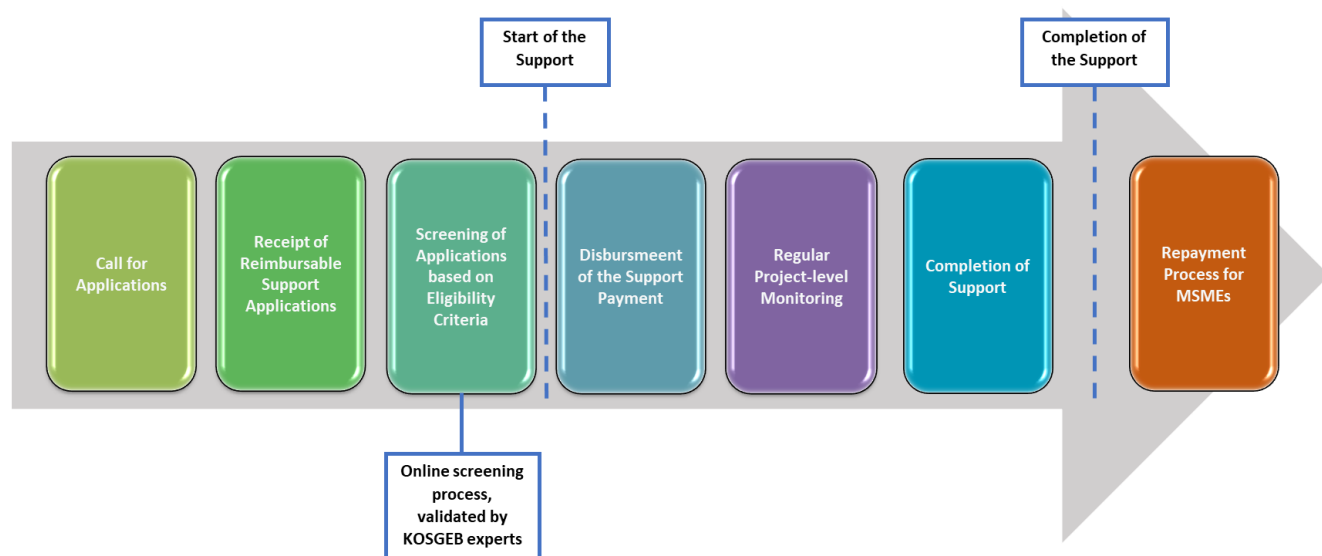 Start of the
Support
Completion of
the Support
Call for
Applications
Receipt of
Reimbursable
Support
Applications
Screening of
Applications
based on
Eligibility
Criteria
Disbursmeent
of the Support
Payment
Regular
Project-level
Monitoring
Completion of
Support
Repayment
Process for
MSMEs
Online screening
process,
validated by
KOSGEB experts